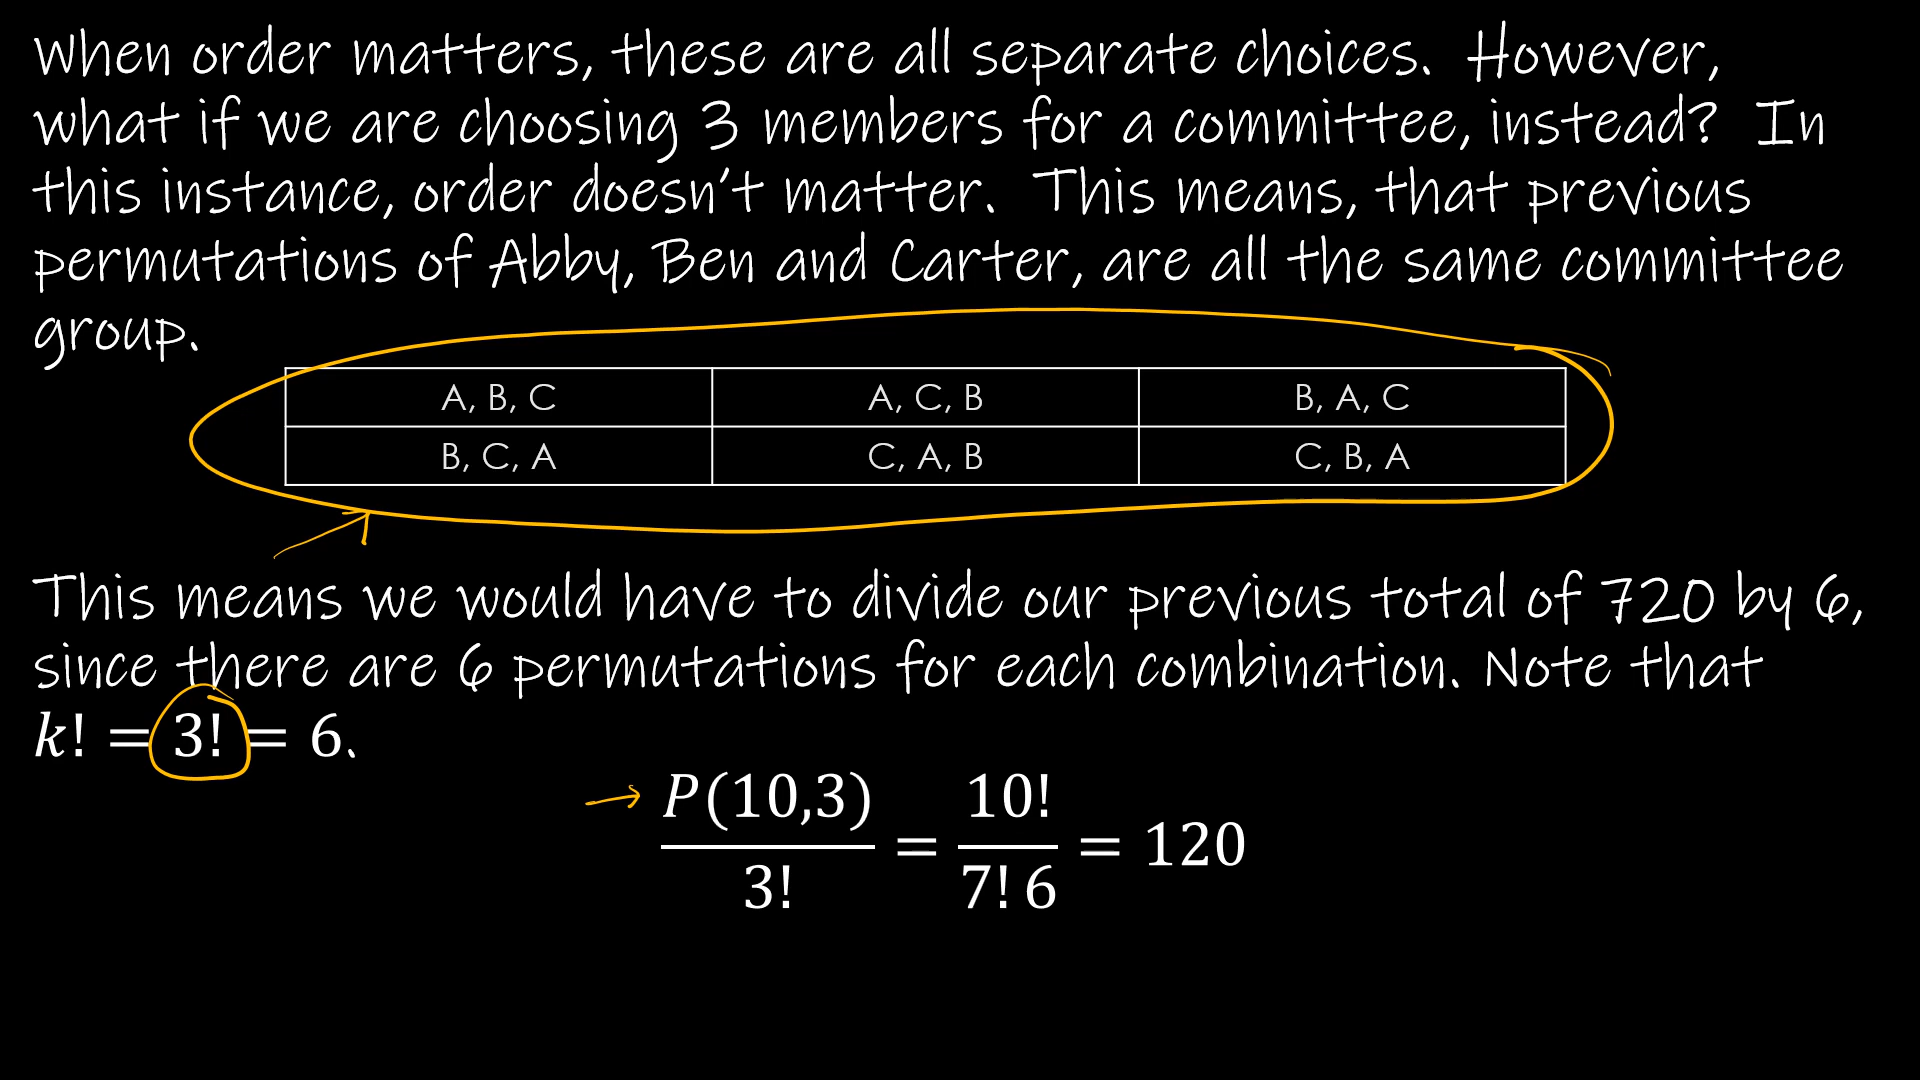 When order matters, these are all separate choices. However,
what if we are choosing 3 members for a committee, instead? In
this instance, order doesn't matter. This means, that previous
permutations of Abby, Ben and Carter, are all the same committee
group.
A, B, C A, C, B B, A, C
B, C, A C, A, B C, B, A
This means we would have to divide our previous total of 720 by 6,
since there are 6 permutations for each combination. Note that
k! = 3! = 6.
P(10,3)/3! = 10!/7! 6 = 120